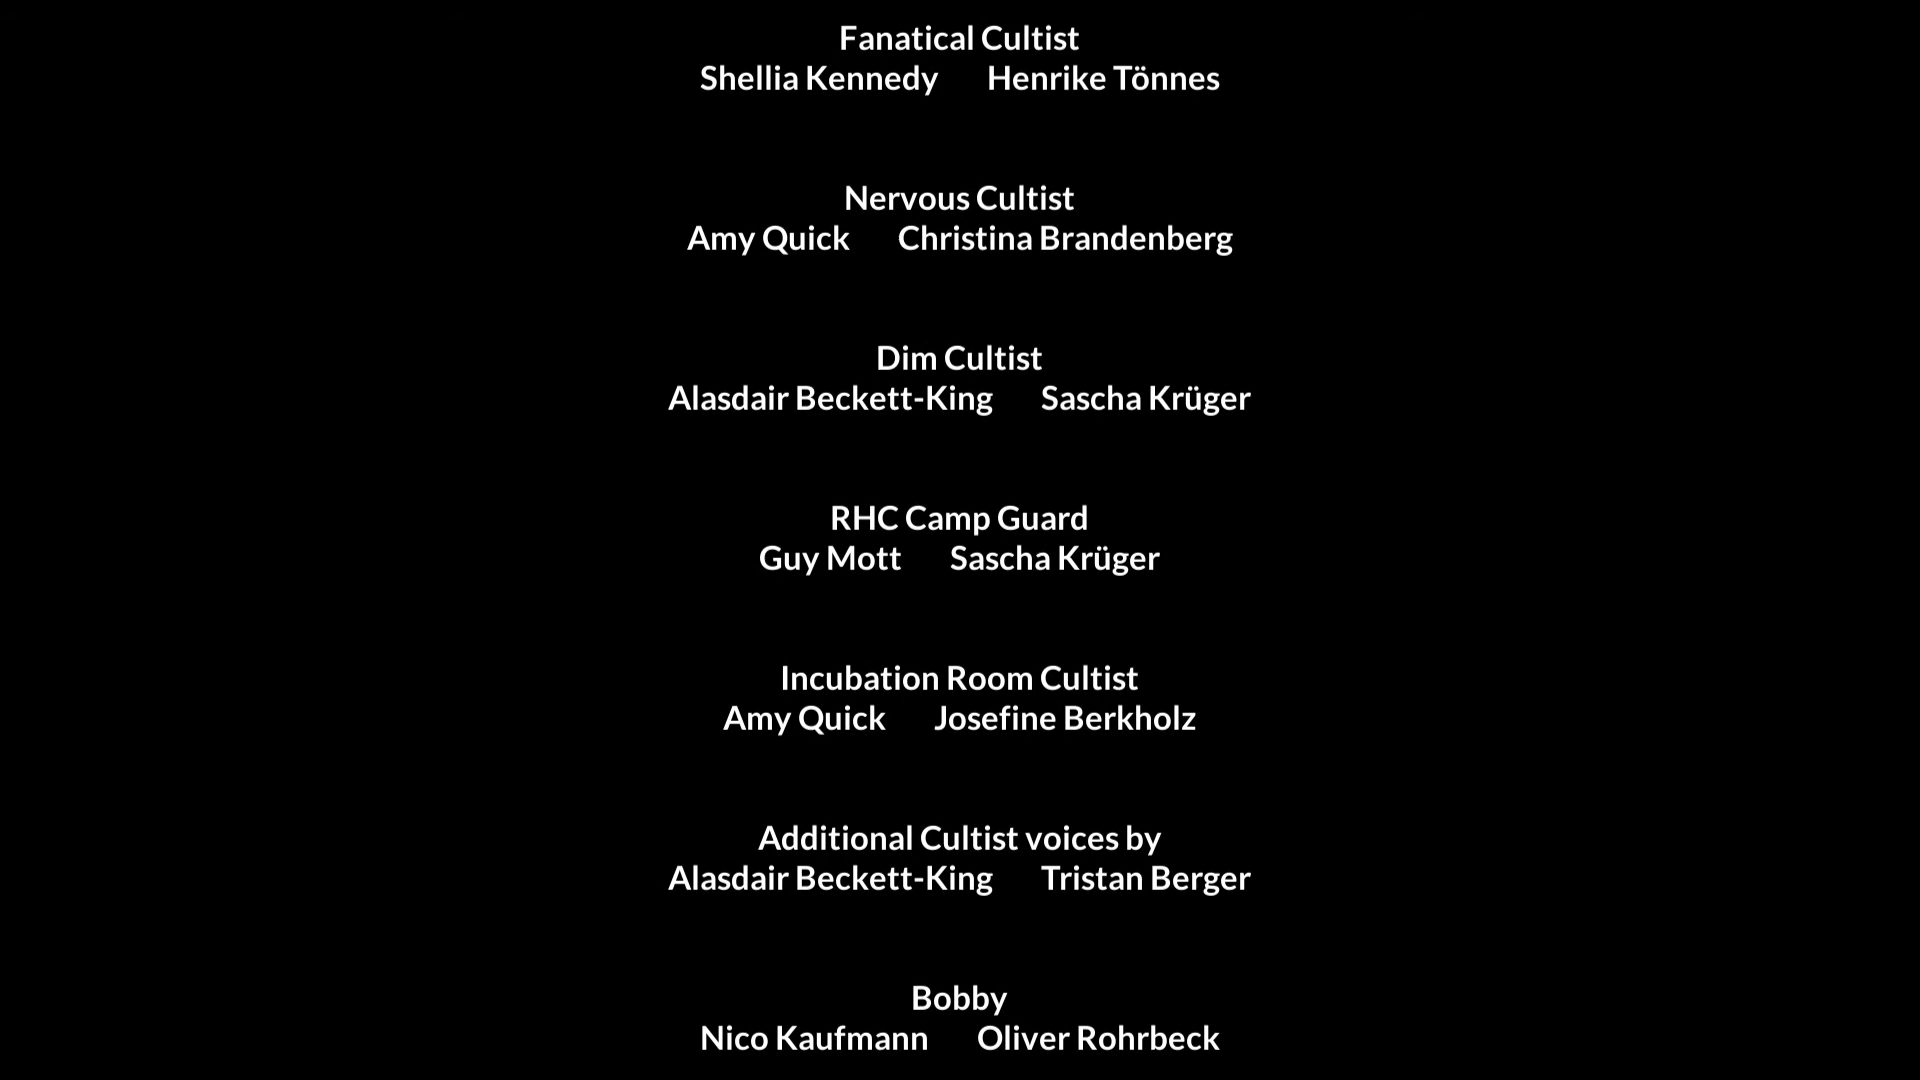 Fanatical Cultist
Shellia Kennedy Henrike Tönnes
Nervous Cultist
Amy Quick Christina Brandenberg
Dim Cultist
Alasdair Beckett-King Sascha Krüger
RHC Camp Guard
Guy Mott Sascha Krüger
Incubation Room Cultist
Amy Quick Josefine Berkholz
Additional Cultist voices by
Alasdair Beckett-King Tristan Berger
Bobby
Nico Kaufmann Oliver Rohrbeck